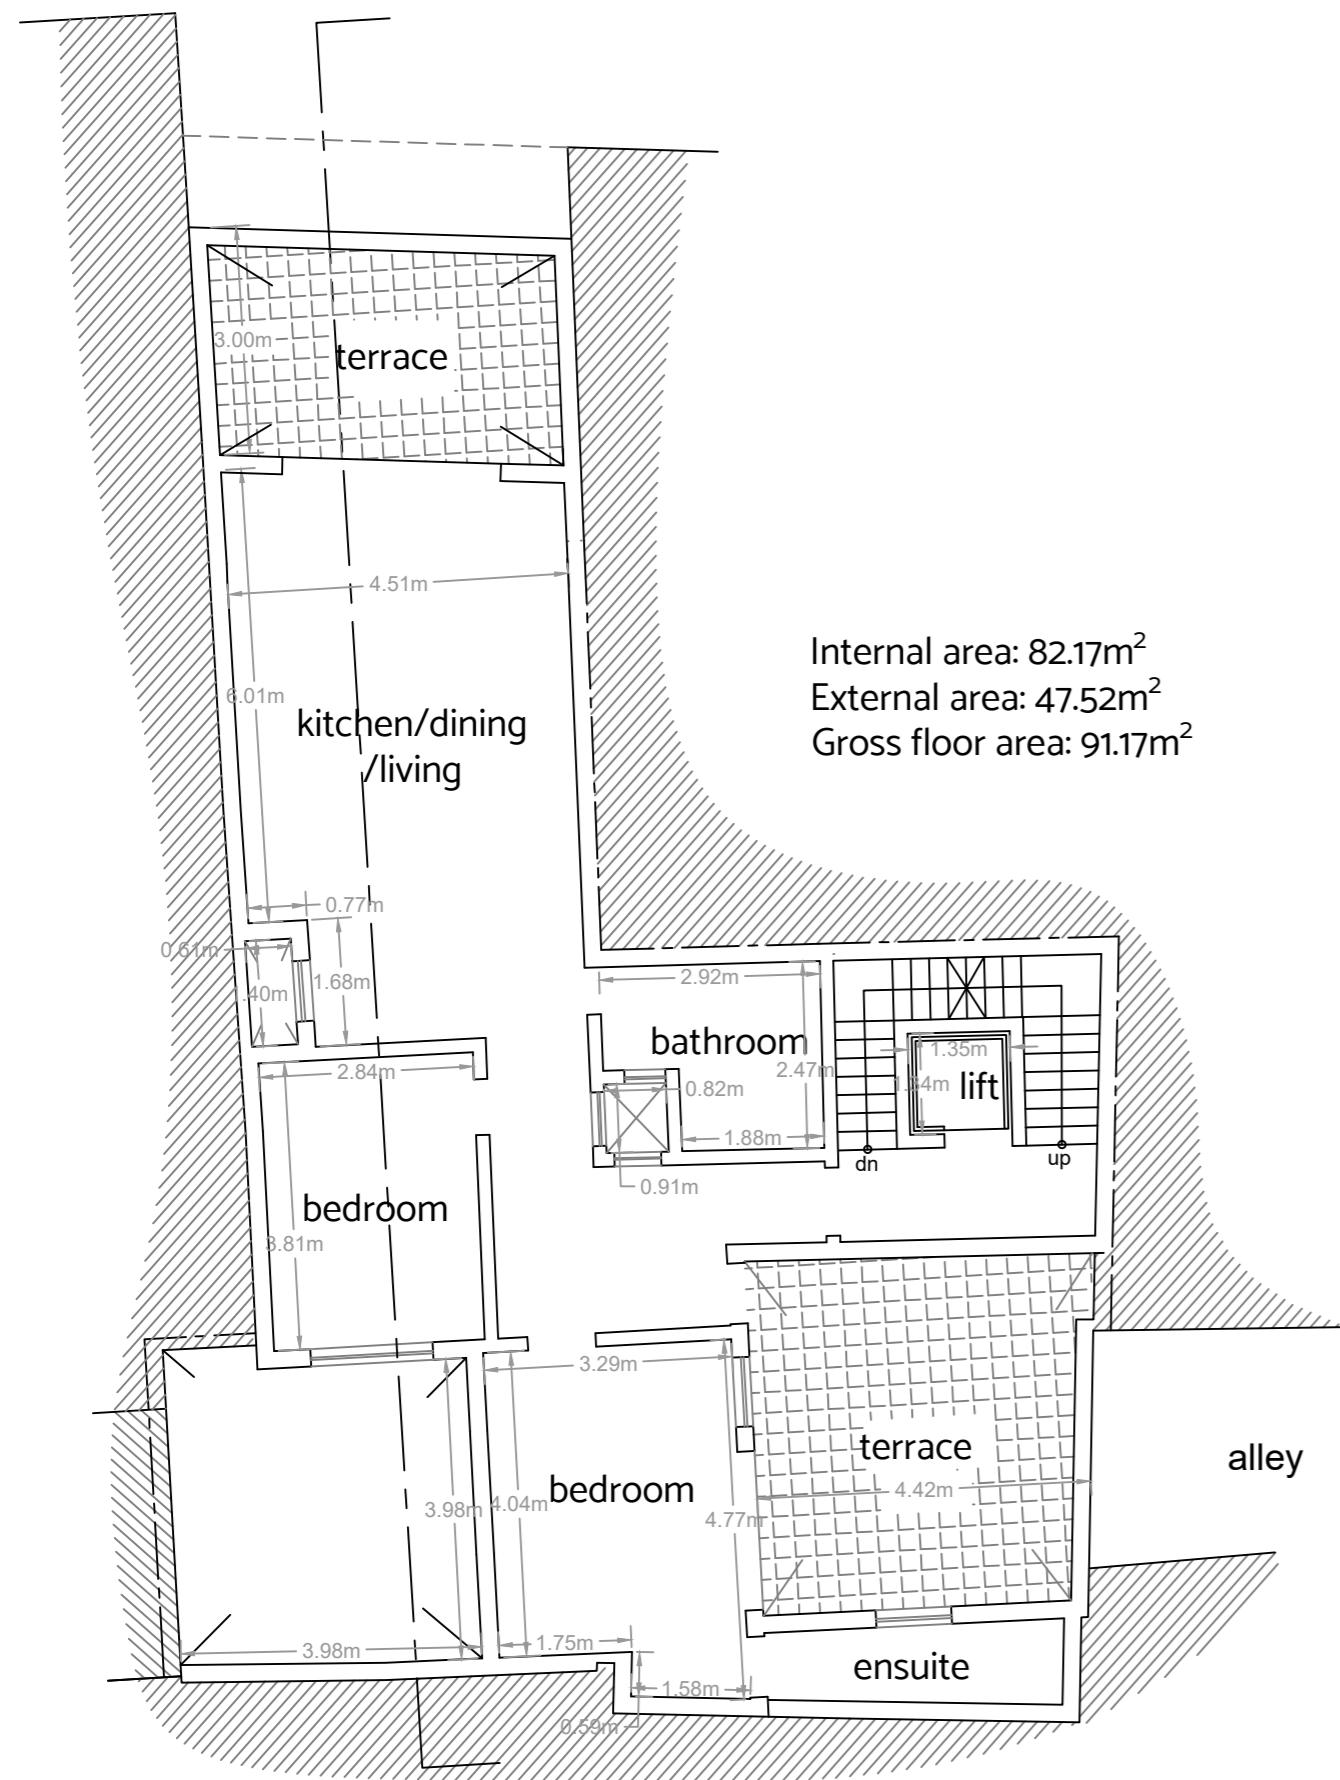 3.00m
terrace
4.51m
Internal area: 82.17m²
External area: 47.52m²
Gross floor area: 91.17m²
6.01m
kitchen/dining
/living
0.77m
0.61m
1.68m
.40m
2.92m
bathroom
2.47m
1.35m
lift
2.84m
0.82m
1.88m
dn
up
0.91m
bedroom
3.81m
3.29m
terrace
alley
4.42m
bedroom
3.98m
4.04m
4.77m
3.98m
1.75m
ensuite
1.58m
0.59m